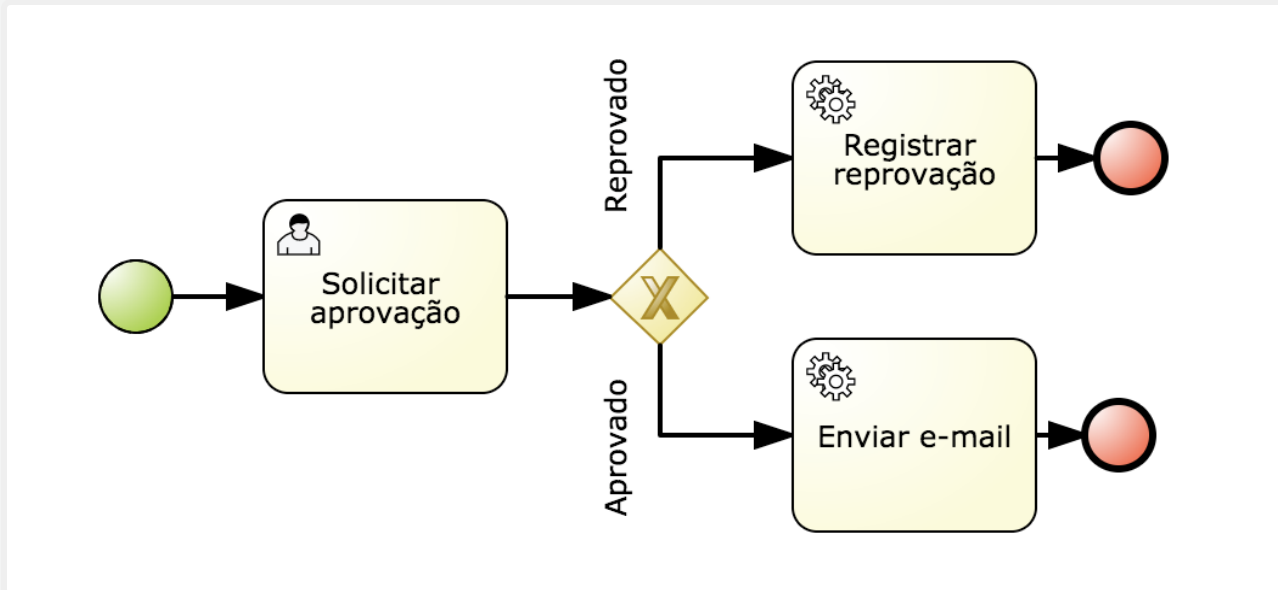 Solicitar
aprovação
Reprovado
Registrar
reprovação
Aprovado
Enviar e-mail